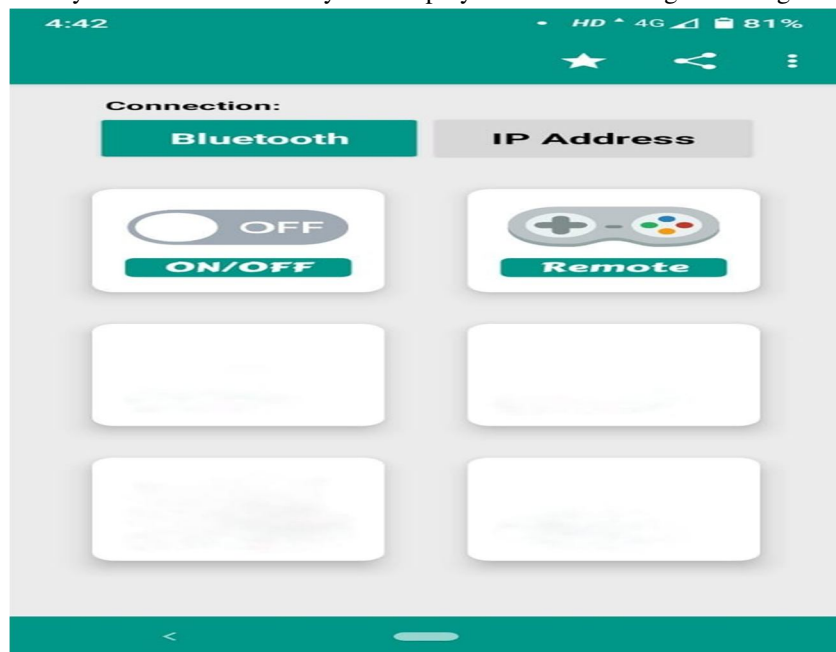 4:42 HD 4G 81%
Connection:
Bluetooth IP Address
OFF
ON/OFF Remote